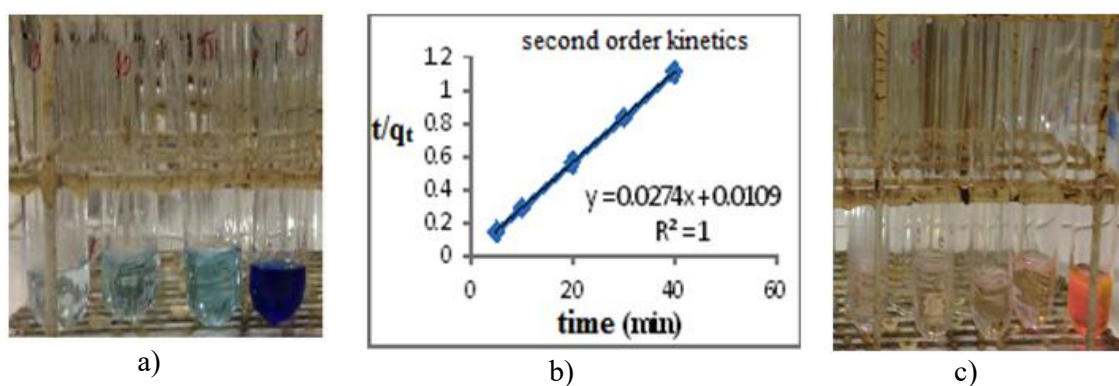 second order kinetics
1.2
1
0.8
0.6
0.4
0.2
0
t/qt
y =0.0274x+0.0109
R² =1
0 20 40 60
time (min)
a) b) c)